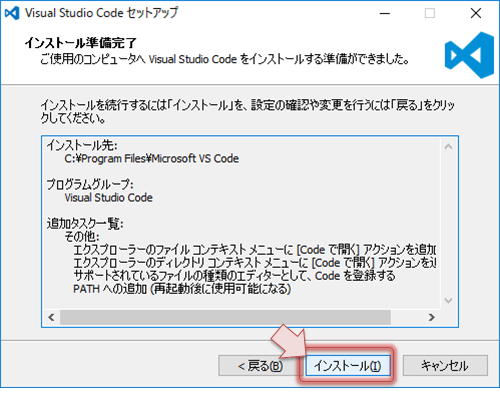 Visual Studio Code セットアップ
インストール準備完了
ご使用のコンピュータへ Visual Studio Code をインストールする準備ができました。
インストールを続行するには「インストール」を、設定の確認や変更を行うには「戻る」をクリッ
クしてください。
インストール先:
C:¥Program Files¥Microsoft VS Code
プログラムグループ:
Visual Studio Code
追加タスク一覧:
その他:
エクスプローラーのファイル コンテキスト メニューに [Code で開く] アクションを追加
エクスプローラーのディレクトリ コンテキスト メニューに [Code で開く] アクションを
サポートされているファイルの種類のエディターとして、Code を登録する
PATH への追加 (再起動後に使用可能になる)
< 戻る(B) インストール(I) キャンセル